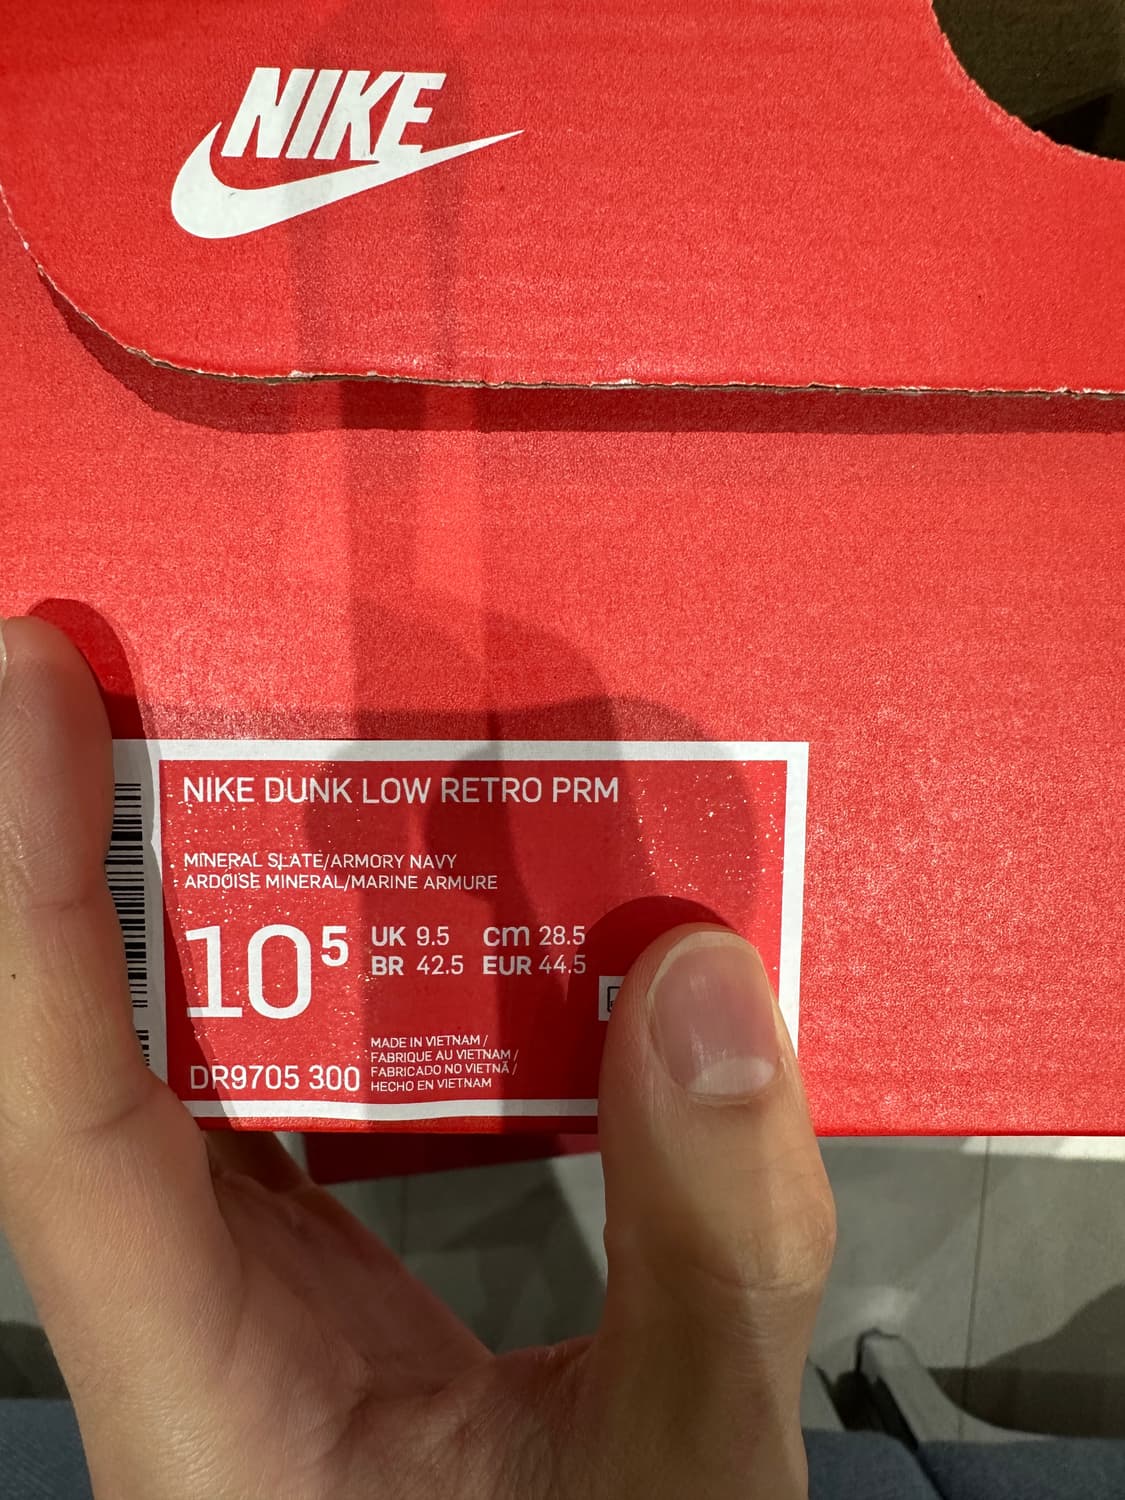 NIKE
NIKE DUNK LOW RETRO PRM
MINERAL SLATE/ARMORY NAVY
ARDOISE MINERAL/MARINE ARMURE
10⁵ UK 9.5 cm 28.5
BR 42.5 EUR 44.5
MADE IN VIETNAM /
FABRIQUE AU VIETNAM /
FABRICADO NO VIETNÃ /
HECHO EN VIETNAM
DR9705 300